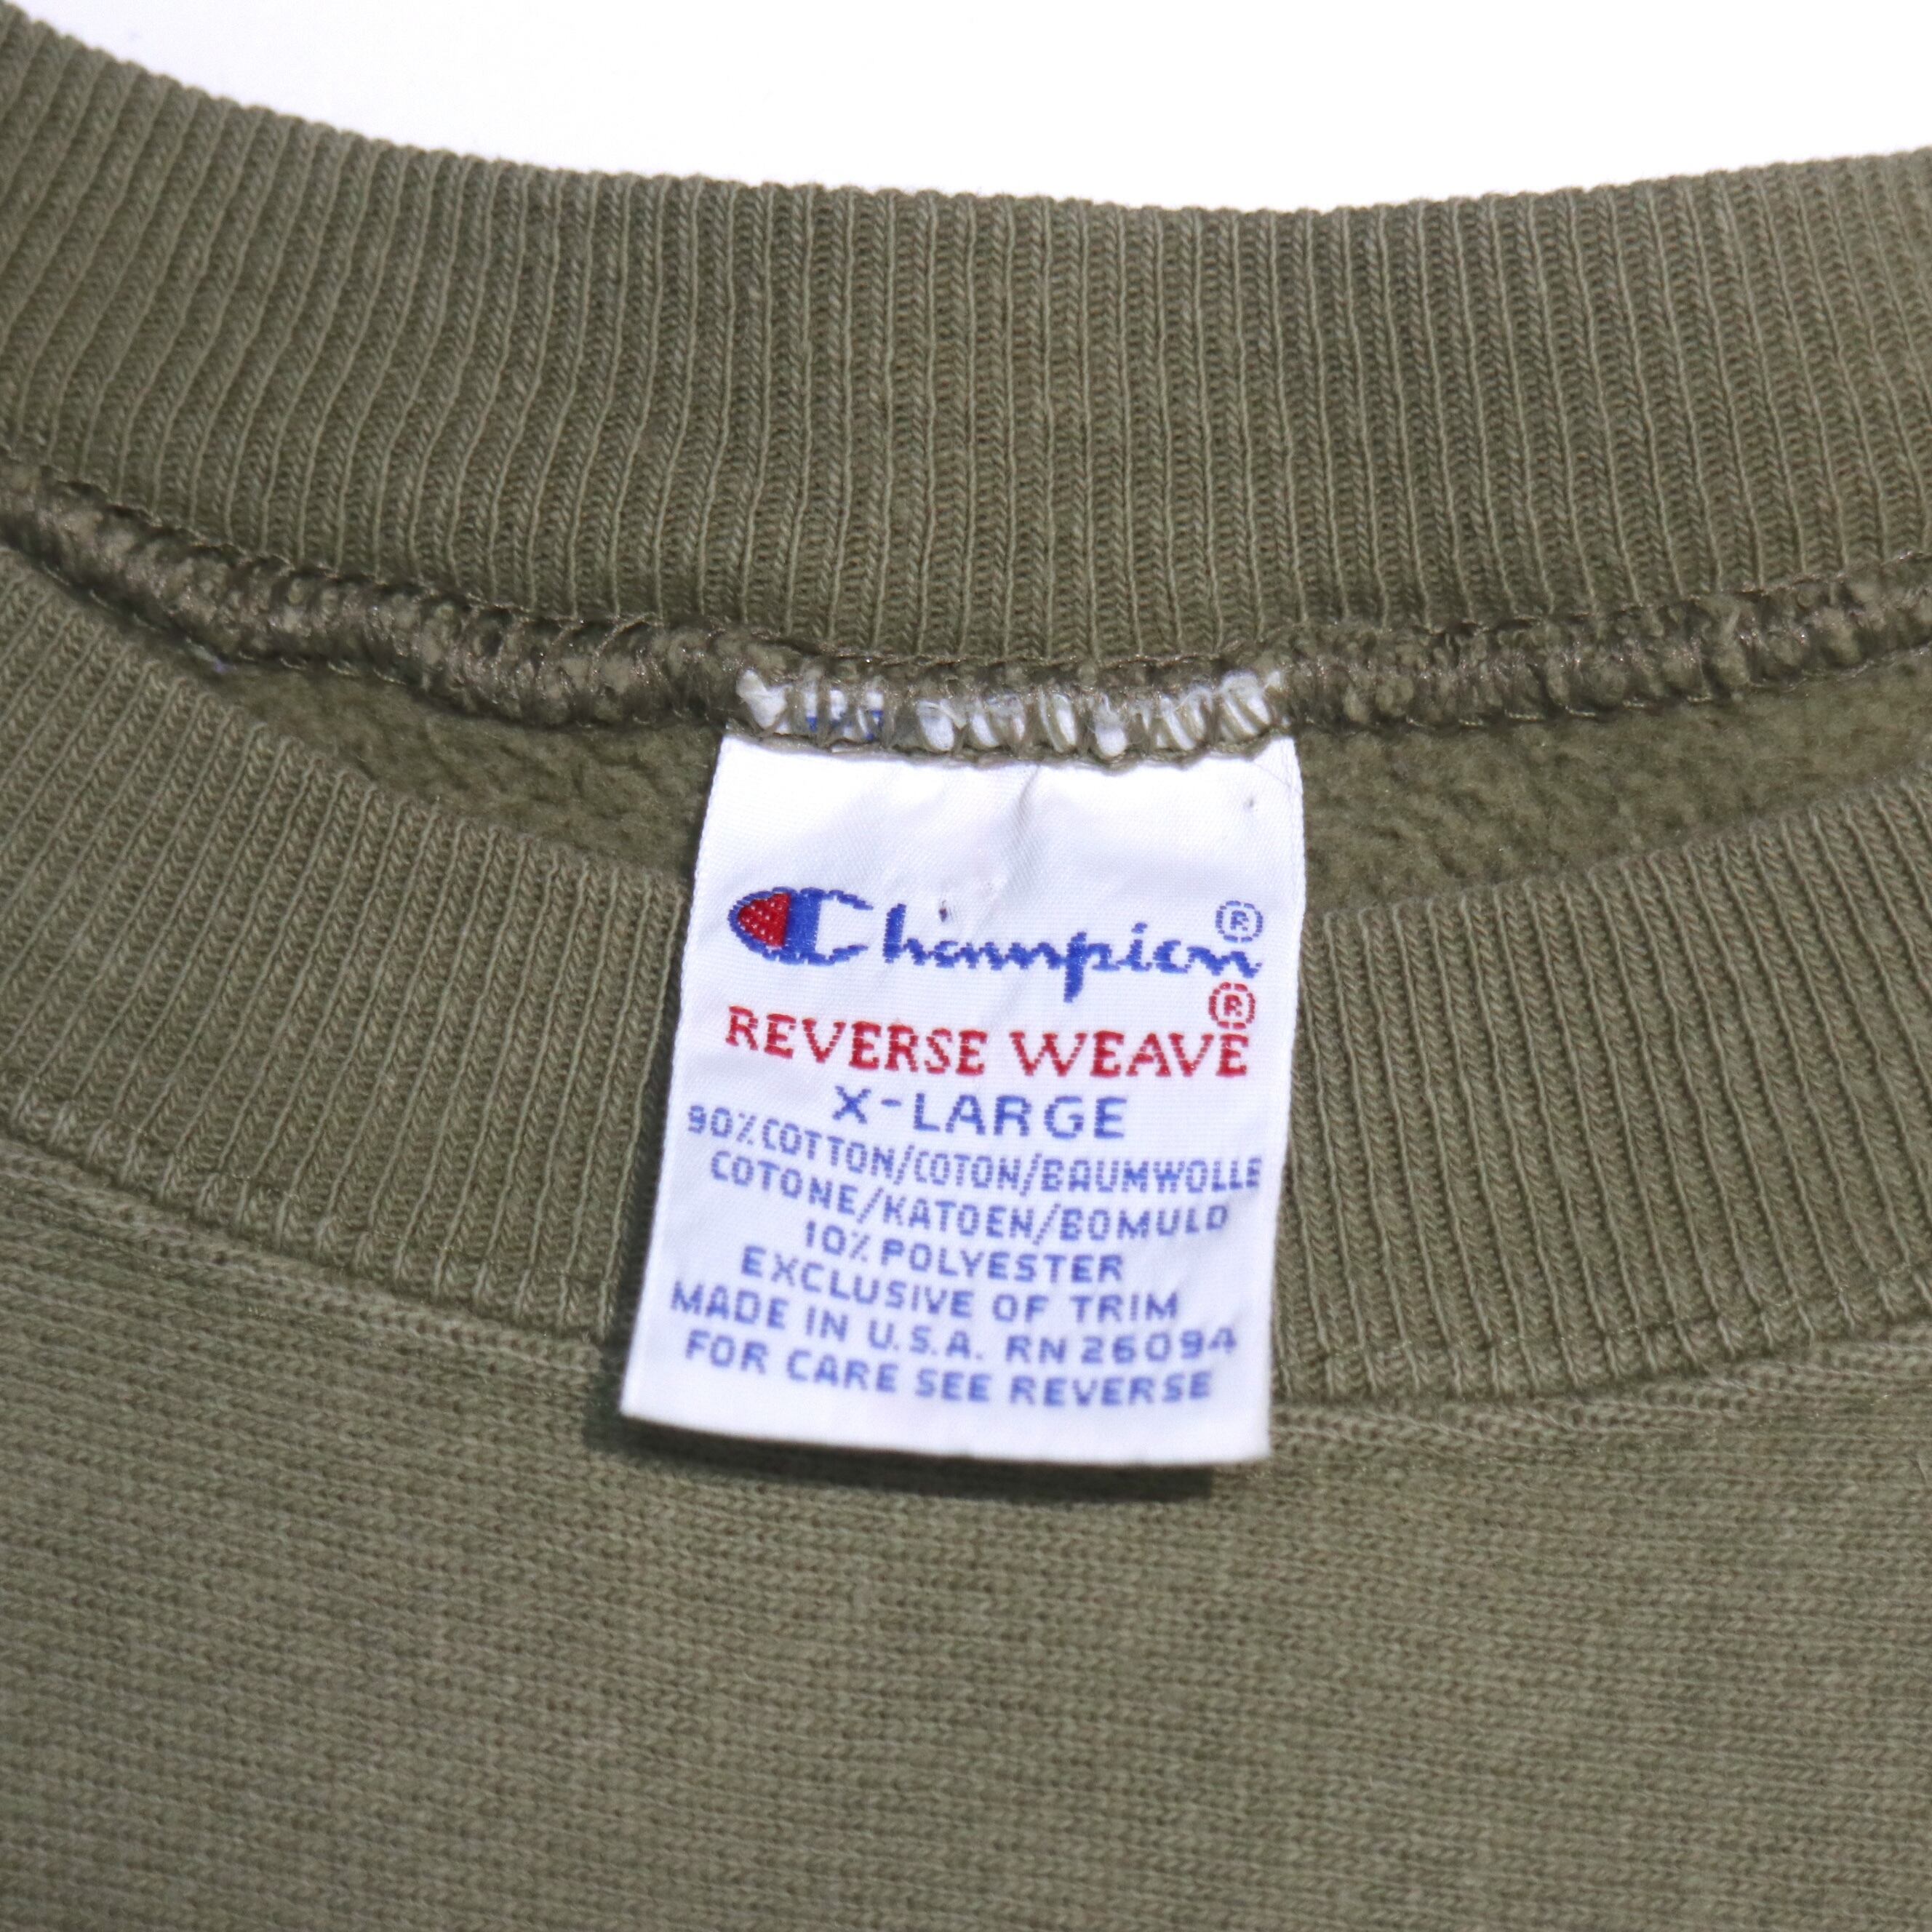 Champion®
REVERSE WEAVE®
X-LARGE
90% COTTON/COTON/BAUMWOLLE
COTONE/KATOEN/BOMULD
10% POLYESTER
EXCLUSIVE OF TRIM
MADE IN U.S.A. RN 26094
FOR CARE SEE REVERSE